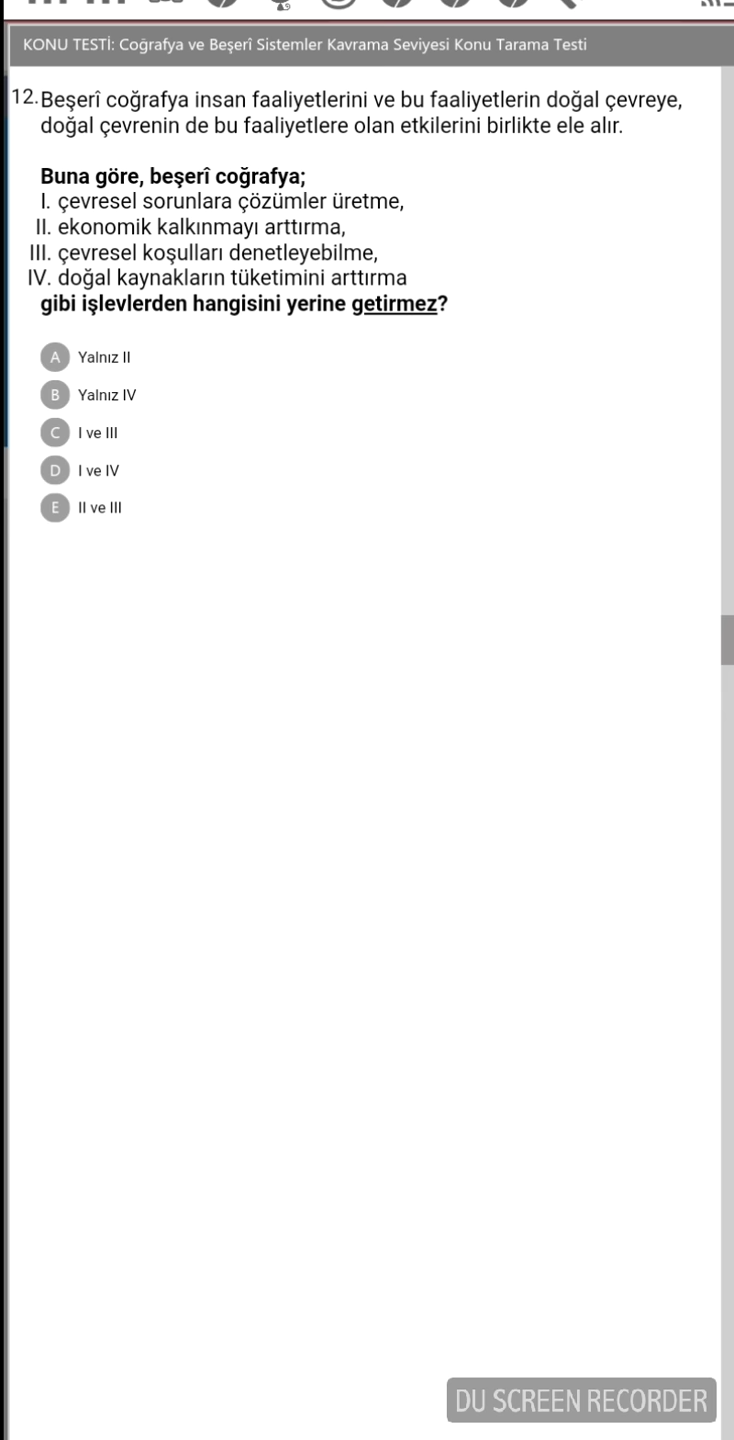 KONU TESTİ: Coğrafya ve Beşerî Sistemler Kavrama Seviyesi Konu Tarama Testi
12. Beşerî coğrafya insan faaliyetlerini ve bu faaliyetlerin doğal çevreye,
doğal çevrenin de bu faaliyetlere olan etkilerini birlikte ele alır.
Buna göre, beşerî coğrafya;
I. çevresel sorunlara çözümler üretme,
II. ekonomik kalkınmayı arttırma,
III. çevresel koşulları denetleyebilme,
IV. doğal kaynakların tüketimini arttırma
gibi işlevlerden hangisini yerine getirmez?
A Yalnız II
B Yalnız IV
C I ve III
D I ve IV
E II ve III
DU SCREEN RECORDER